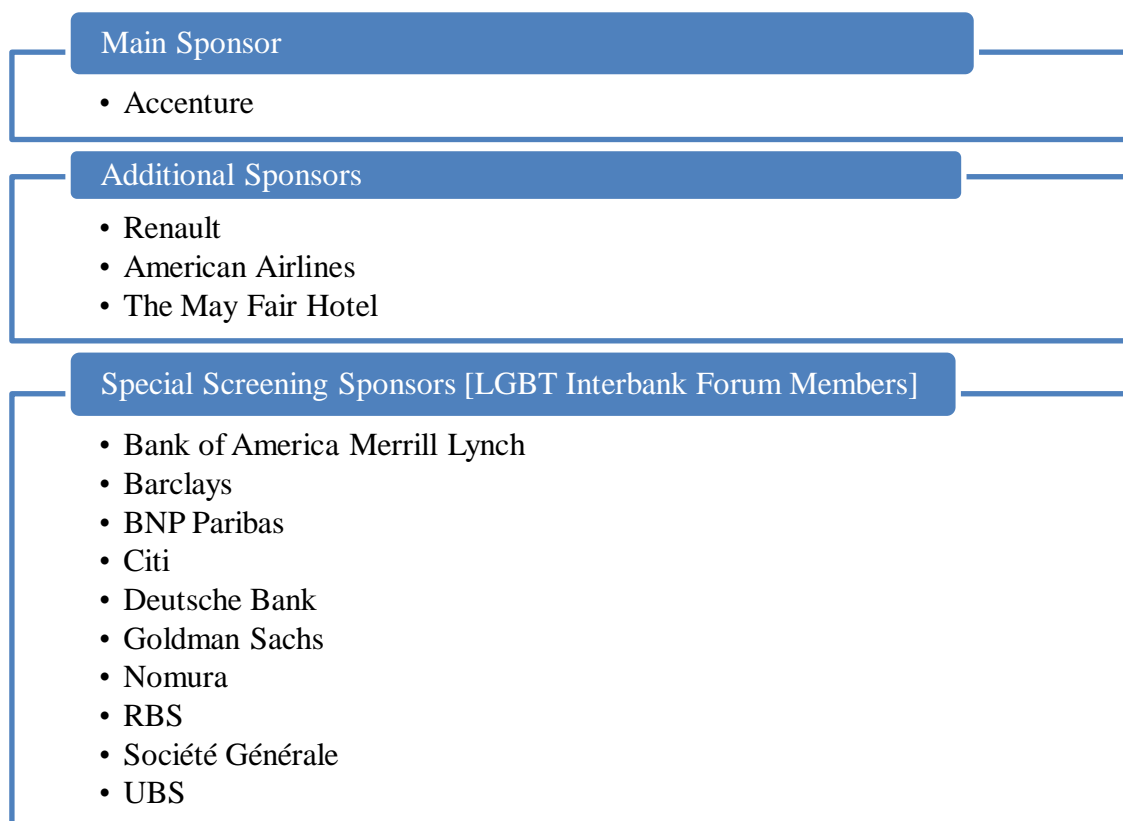 Main Sponsor
• Accenture
Additional Sponsors
• Renault
• American Airlines
• The May Fair Hotel
Special Screening Sponsors [LGBT Interbank Forum Members]
• Bank of America Merrill Lynch
• Barclays
• BNP Paribas
• Citi
• Deutsche Bank
• Goldman Sachs
• Nomura
• RBS
• Société Générale
• UBS